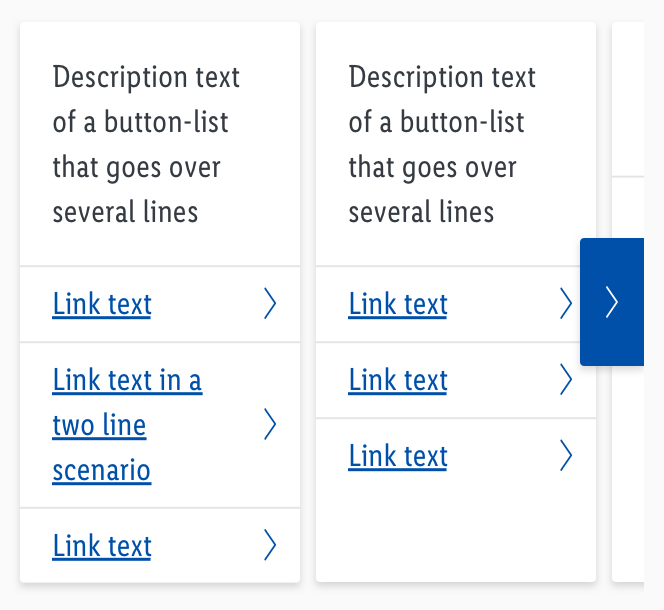 Description text
of a button-list
that goes over
several lines
Link text
Link text in a
two line
scenario
Link text
Description text
of a button-list
that goes over
several lines
Link text
Link text
Link text